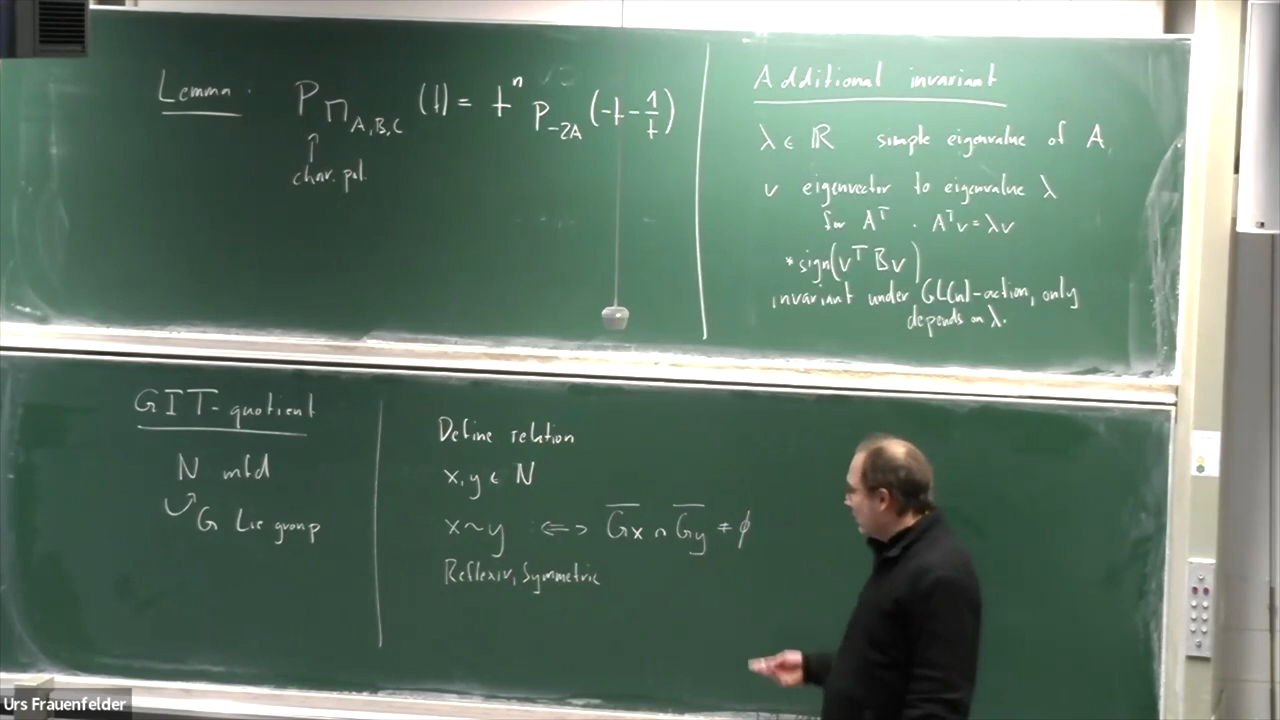 Lemma. P_{M_{A,B,C}}(t) = t^n P_{-2A}(-t - 1/t)
↑
char. pol.
Additional invariant
λ ∈ ℝ simple eigenvalue of A
v eigenvector to eigenvalue λ
for A^T . A^T v = λv
* sign(v^T B v)
invariant under GL(n)-action, only
depends on λ.
GIT-quotient
N mfd
G Lie group
Define relation
x, y ∈ N
x ~ y :⟺ \overline{Gx} ∩ \overline{Gy} ≠ ∅
Reflexiv, Symmetric
Urs Frauenfelder